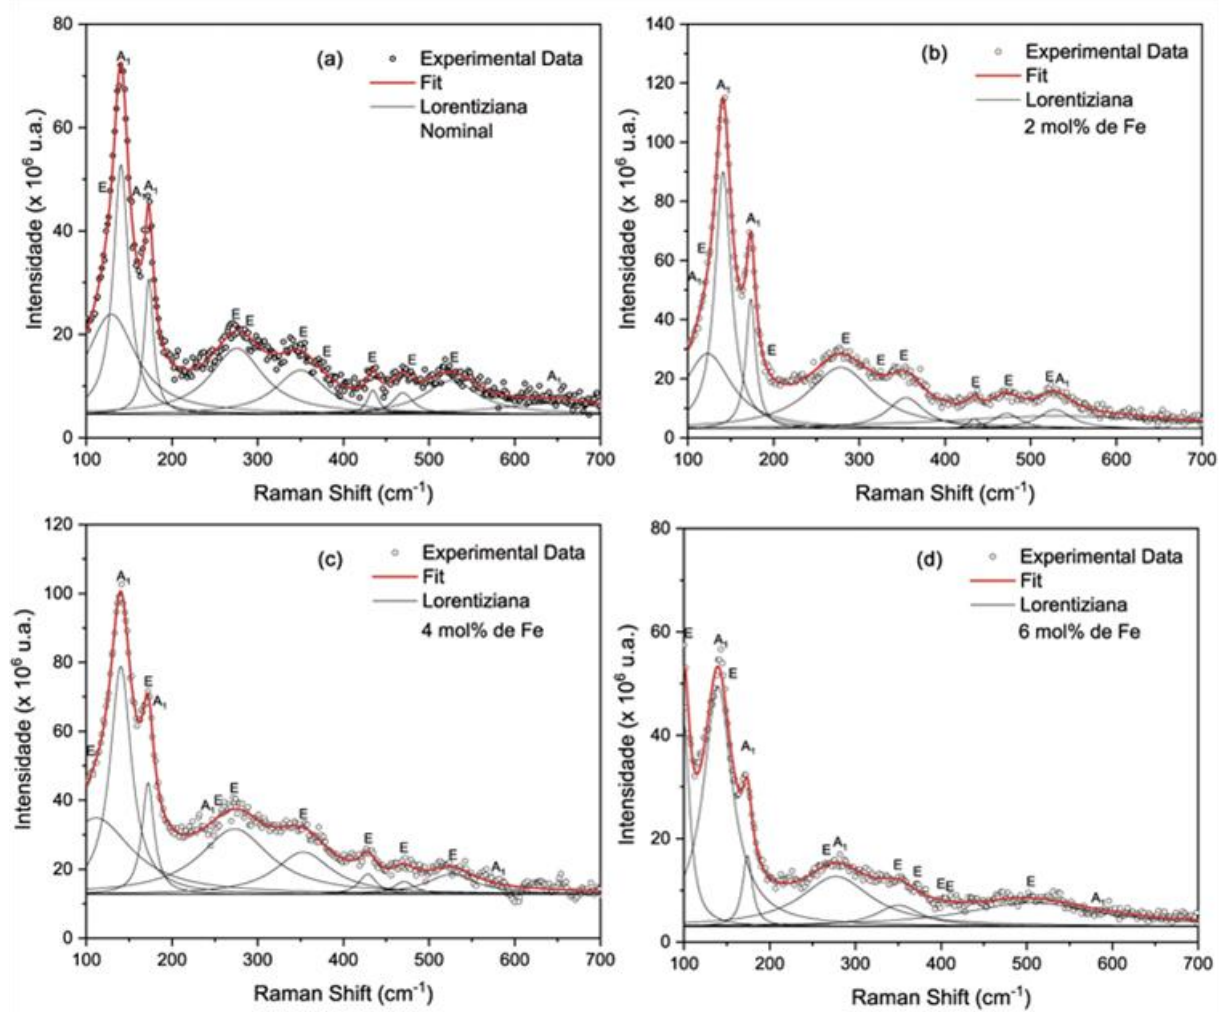 80
60
40
20
0
Intensidade (x 10⁶ u.a.)
(a)
Experimental Data
Fit
Lorentiziana
Nominal
E
A₁
A₁
A₁
E
E
E
E
E
E
E
A₁
100 200 300 400 500 600 700
Raman Shift (cm⁻¹)
140
120
100
80
60
40
20
0
Intensidade (x 10⁶ u.a.)
(b)
Experimental Data
Fit
Lorentiziana
2 mol% de Fe
A₁
E
A₁
A₁
E
E
E
E
E
E
E
A₁
100 200 300 400 500 600 700
Raman Shift (cm⁻¹)
120
100
80
60
40
20
0
Intensidade (x 10⁶ u.a.)
(c)
Experimental Data
Fit
Lorentiziana
4 mol% de Fe
E
A₁
E
A₁
A₁
E
E
E
E
E
E
A₁
100 200 300 400 500 600 700
Raman Shift (cm⁻¹)
80
60
40
20
0
Intensidade (x 10⁶ u.a.)
(d)
Experimental Data
Fit
Lorentiziana
6 mol% de Fe
E
A₁
E
A₁
E
A₁
E
E
E
E
E
A₁
100 200 300 400 500 600 700
Raman Shift (cm⁻¹)